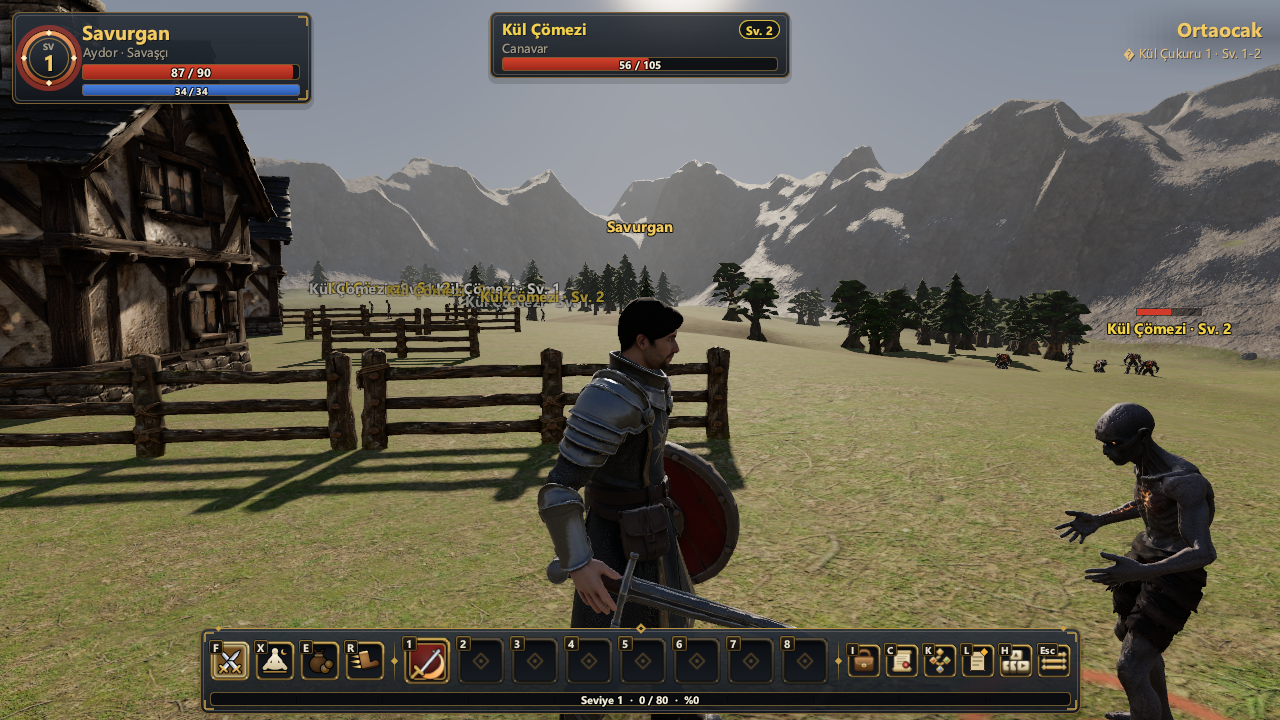 SV
1
Savurgan
Aydor · Savaşçı
87 / 90
34 / 34
Kül Çömezi
Sv. 2
Canavar
56 / 105
Ortaocak
Kül Çukuru 1 · Sv. 1-2
Savurgan
Kül Çömezi · Sv. 2
Kül Çömezi · Sv. 2
F
X
E
R
1
2
3
4
5
6
7
8
I
C
K
L
H
Esc
Seviye 1 · 0 / 80 · %0